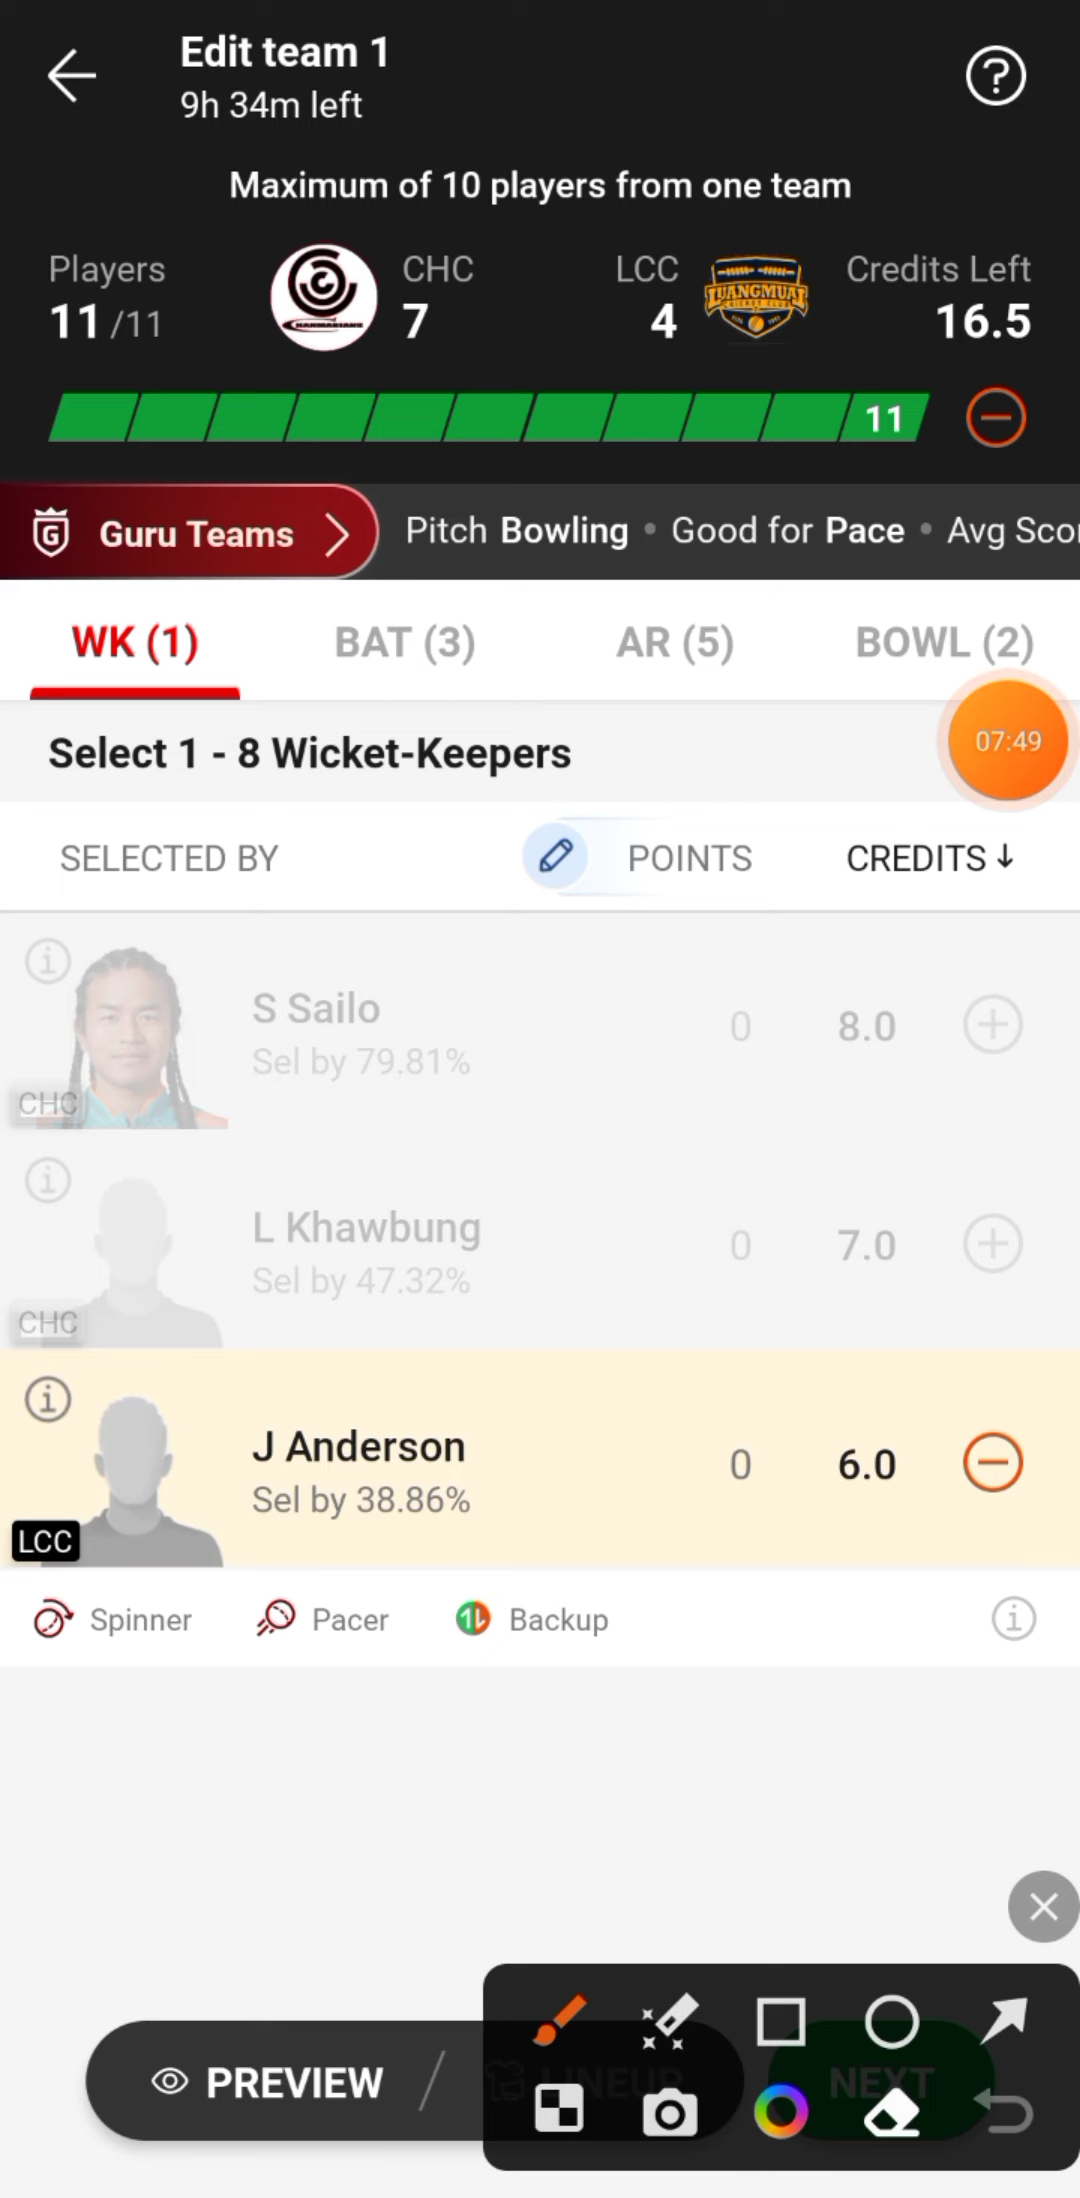 Edit team 1
9h 34m left
Maximum of 10 players from one team
Players
11/11
CHC
7
LCC
4
LUANGMUAL
Credits Left
16.5
11
G
Guru Teams
Pitch Bowling • Good for Pace • Avg Scor
WK (1)
BAT (3)
AR (5)
BOWL (2)
Select 1 - 8 Wicket-Keepers
07:49
SELECTED BY
POINTS
CREDITS ↓
S Sailo
Sel by 79.81%
0
8.0
CHC
L Khawbung
Sel by 47.32%
0
7.0
CHC
J Anderson
Sel by 38.86%
0
6.0
LCC
Spinner
Pacer
Backup
PREVIEW
LINEUP
NEXT